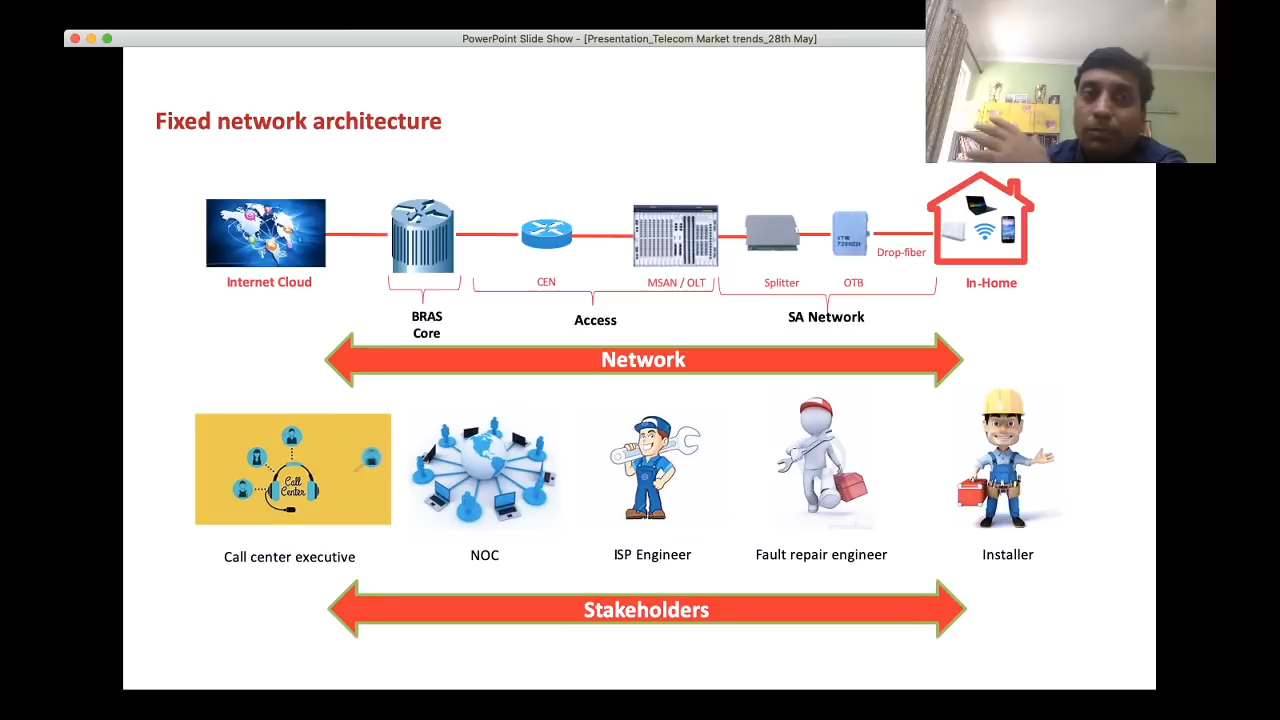 PowerPoint Slide Show - [Presentation_Telecom Market trends_28th May]
Fixed network architecture
Internet Cloud
CEN
MSAN / OLT
Splitter
OTB
Drop-fiber
In-Home
BRAS
Core
Access
SA Network
Network
Call
Center
Call center executive
NOC
ISP Engineer
Fault repair engineer
Installer
Stakeholders